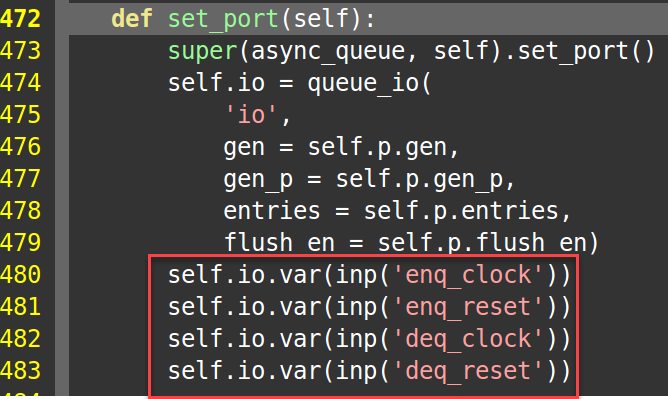 472 def set_port(self):
473 super(async_queue, self).set_port()
474 self.io = queue_io(
475 'io',
476 gen = self.p.gen,
477 gen_p = self.p.gen_p,
478 entries = self.p.entries,
479 flush_en = self.p.flush_en)
480 self.io.var(inp('enq_clock'))
481 self.io.var(inp('enq_reset'))
482 self.io.var(inp('deq_clock'))
483 self.io.var(inp('deq_reset'))